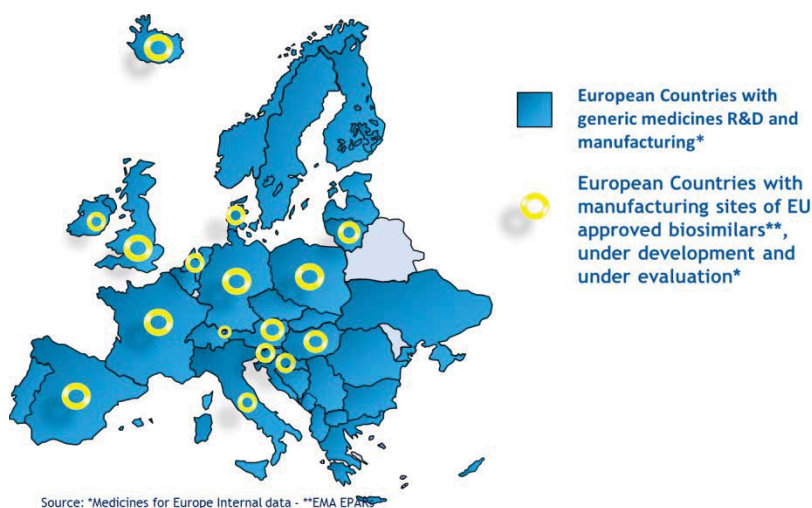 European Countries with
generic medicines R&D and
manufacturing*
European Countries with
manufacturing sites of EU
approved biosimilars**,
under development and
under evaluation*
Source: *Medicines for Europe Internal data - **EMA EPARs